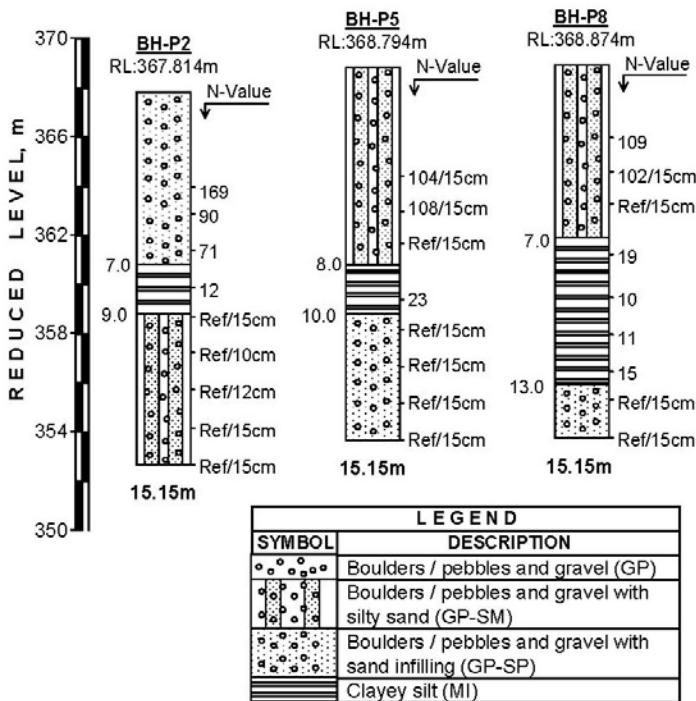 REDUCED LEVEL, m
370
366
362
358
354
350
BH-P2
RL:367.814m
N-Value
169
90
71
7.0
12
9.0
Ref/15cm
Ref/10cm
Ref/12cm
Ref/15cm
Ref/15cm
15.15m
BH-P5
RL:368.794m
N-Value
104/15cm
108/15cm
Ref/15cm
8.0
23
10.0
Ref/15cm
Ref/15cm
Ref/15cm
Ref/15cm
15.15m
BH-P8
RL:368.874m
N-Value
109
102/15cm
Ref/15cm
7.0
19
10
11
15
13.0
Ref/15cm
Ref/15cm
15.15m
LEGEND
SYMBOL DESCRIPTION
Boulders / pebbles and gravel (GP)
Boulders / pebbles and gravel with
silty sand (GP-SM)
Boulders / pebbles and gravel with
sand infilling (GP-SP)
Clayey silt (MI)